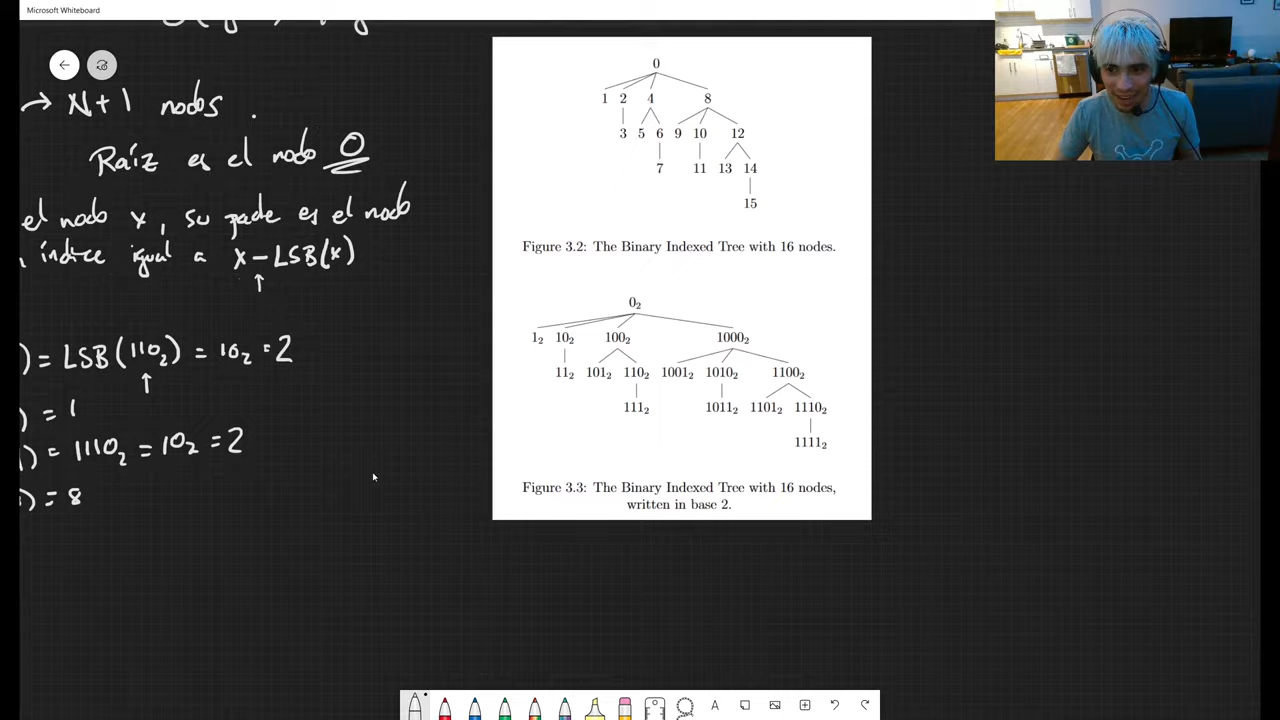 Microsoft Whiteboard
→ N+1 nodos.
Raíz es el nodo 0
el nodo x, su padre es el nodo
índice igual a x-LSB(x)
↑
) = LSB(110₂) = 10₂ = 2
↑
) = 1
) = 1110₂ = 10₂ = 2
) = 8
0
1 2 4 8
3 5 6 9 10 12
7 11 13 14
15
Figure 3.2: The Binary Indexed Tree with 16 nodes.
0₂
1₂ 10₂ 100₂ 1000₂
11₂ 101₂ 110₂ 1001₂ 1010₂ 1100₂
111₂ 1011₂ 1101₂ 1110₂
1111₂
Figure 3.3: The Binary Indexed Tree with 16 nodes,
written in base 2.